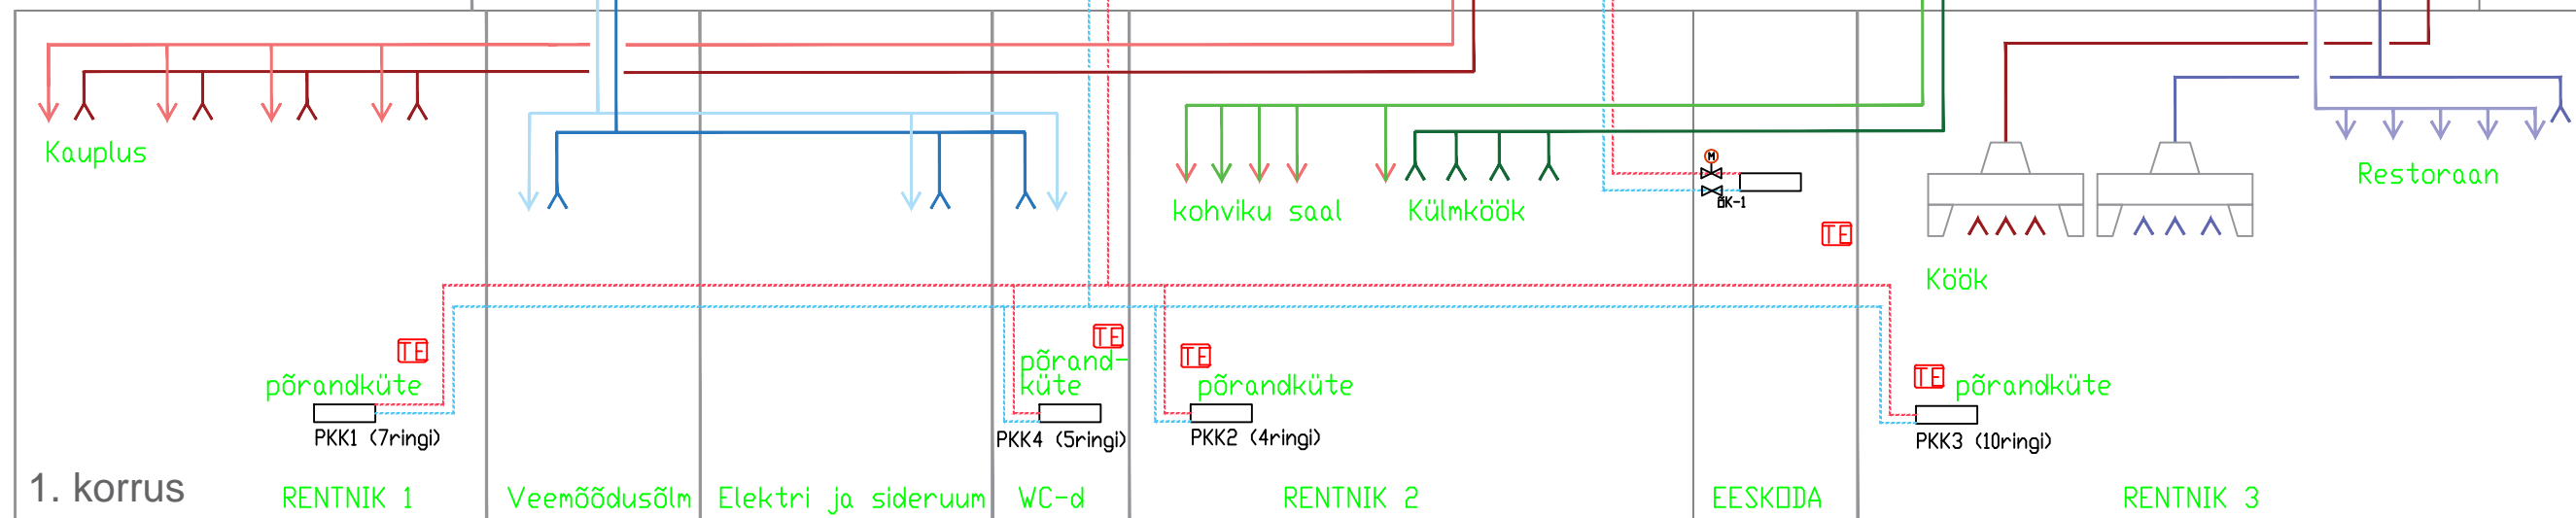 Kauplus
kohviku saal
Külmköök
M
ÕK-1
Restoraan
TE
Köök
TE
põrandküte
PKK1 (7ringi)
TE
põrand-
küte
PKK4 (5ringi)
TE
põrandküte
PKK2 (4ringi)
TE
põrandküte
PKK3 (10ringi)
1. korrus
RENTNIK 1
Veemõõdusõlm
Elektri ja sideruum
WC-d
RENTNIK 2
EESKODA
RENTNIK 3